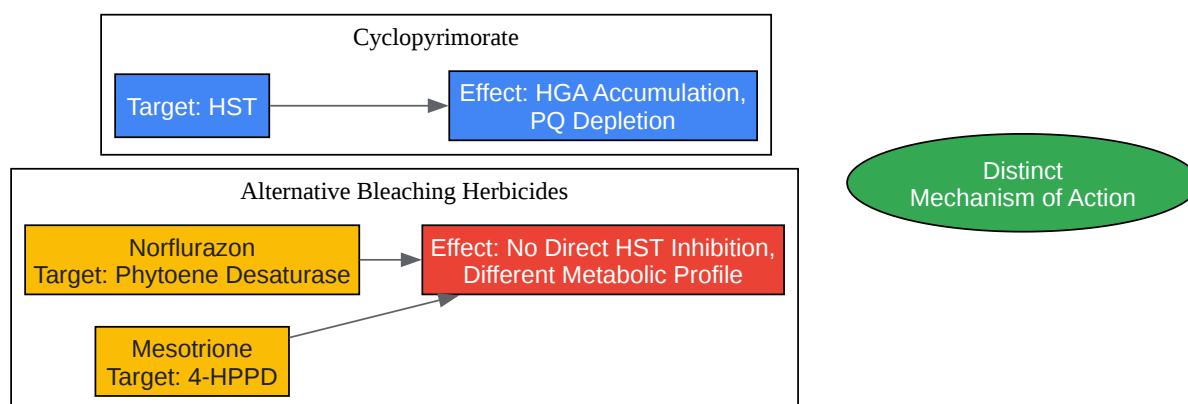 Cyclopyrimorate
Target: HST
Effect: HGA Accumulation,
PQ Depletion
Distinct
Mechanism of Action
Alternative Bleaching Herbicides
Norflurazon
Target: Phytoene Desaturase
Effect: No Direct HST Inhibition,
Different Metabolic Profile
Mesotrione
Target: 4-HPPD